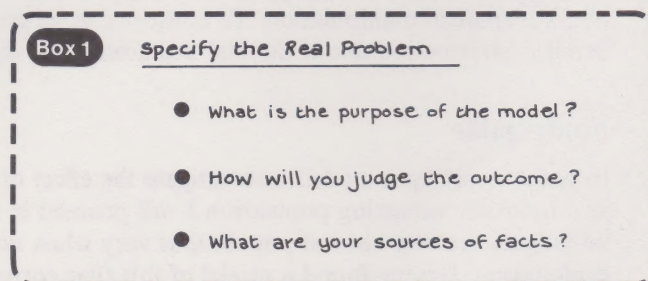 Box 1
Specify the Real Problem
What is the purpose of the model?
How will you judge the outcome?
What are your sources of facts?